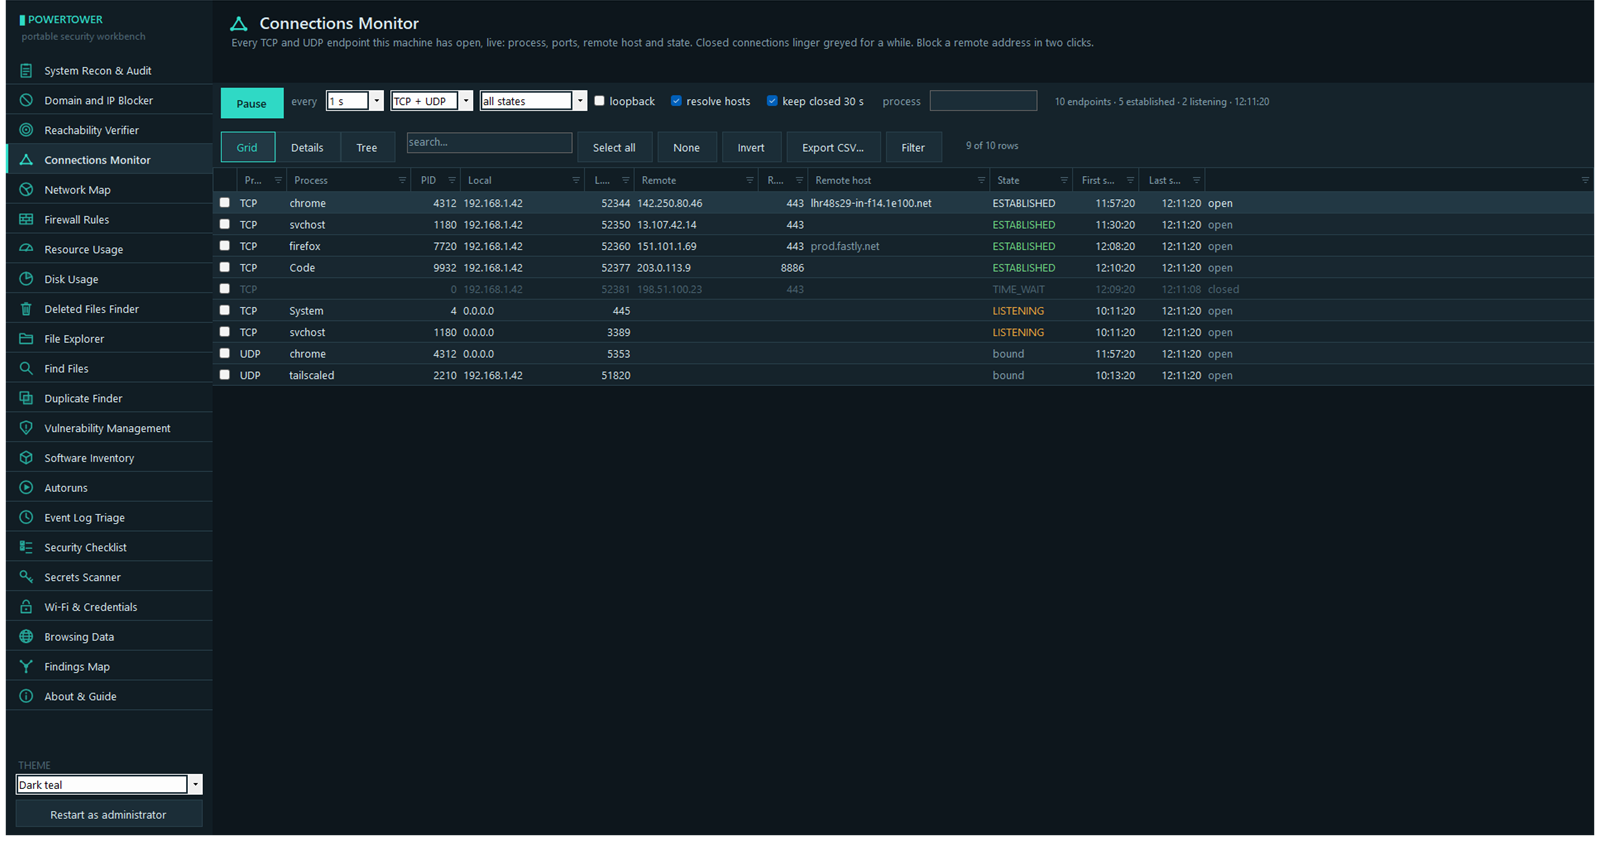 POWERTOWER
portable security workbench
System Recon & Audit
Domain and IP Blocker
Reachability Verifier
Connections Monitor
Network Map
Firewall Rules
Resource Usage
Disk Usage
Deleted Files Finder
File Explorer
Find Files
Duplicate Finder
Vulnerability Management
Software Inventory
Autoruns
Event Log Triage
Security Checklist
Secrets Scanner
Wi-Fi & Credentials
Browsing Data
Findings Map
About & Guide
THEME
Dark teal
Restart as administrator
Connections Monitor
Every TCP and UDP endpoint this machine has open, live: process, ports, remote host and state. Closed connections linger greyed for a while. Block a remote address in two clicks.
Pause every 1 s TCP + UDP all states loopback resolve hosts keep closed 30 s process 10 endpoints · 5 established · 2 listening · 12:11:20
Grid Details Tree search... Select all None Invert Export CSV... Filter 9 of 10 rows
Pr... Process PID Local L... Remote R... Remote host State First s... Last s...
TCP chrome 4312 192.168.1.42 52344 142.250.80.46 443 lhr48s29-in-f14.1e100.net ESTABLISHED 11:57:20 12:11:20 open
TCP svchost 1180 192.168.1.42 52350 13.107.42.14 443 ESTABLISHED 11:30:20 12:11:20 open
TCP firefox 7720 192.168.1.42 52360 151.101.1.69 443 prod.fastly.net ESTABLISHED 12:08:20 12:11:20 open
TCP Code 9932 192.168.1.42 52377 203.0.113.9 8886 ESTABLISHED 12:10:20 12:11:20 open
TCP 0 192.168.1.42 52381 198.51.100.23 443 TIME_WAIT 12:09:20 12:11:08 closed
TCP System 4 0.0.0.0 445 LISTENING 10:11:20 12:11:20 open
TCP svchost 1180 0.0.0.0 3389 LISTENING 10:11:20 12:11:20 open
UDP chrome 4312 0.0.0.0 5353 bound 11:57:20 12:11:20 open
UDP tailscaled 2210 192.168.1.42 51820 bound 10:13:20 12:11:20 open